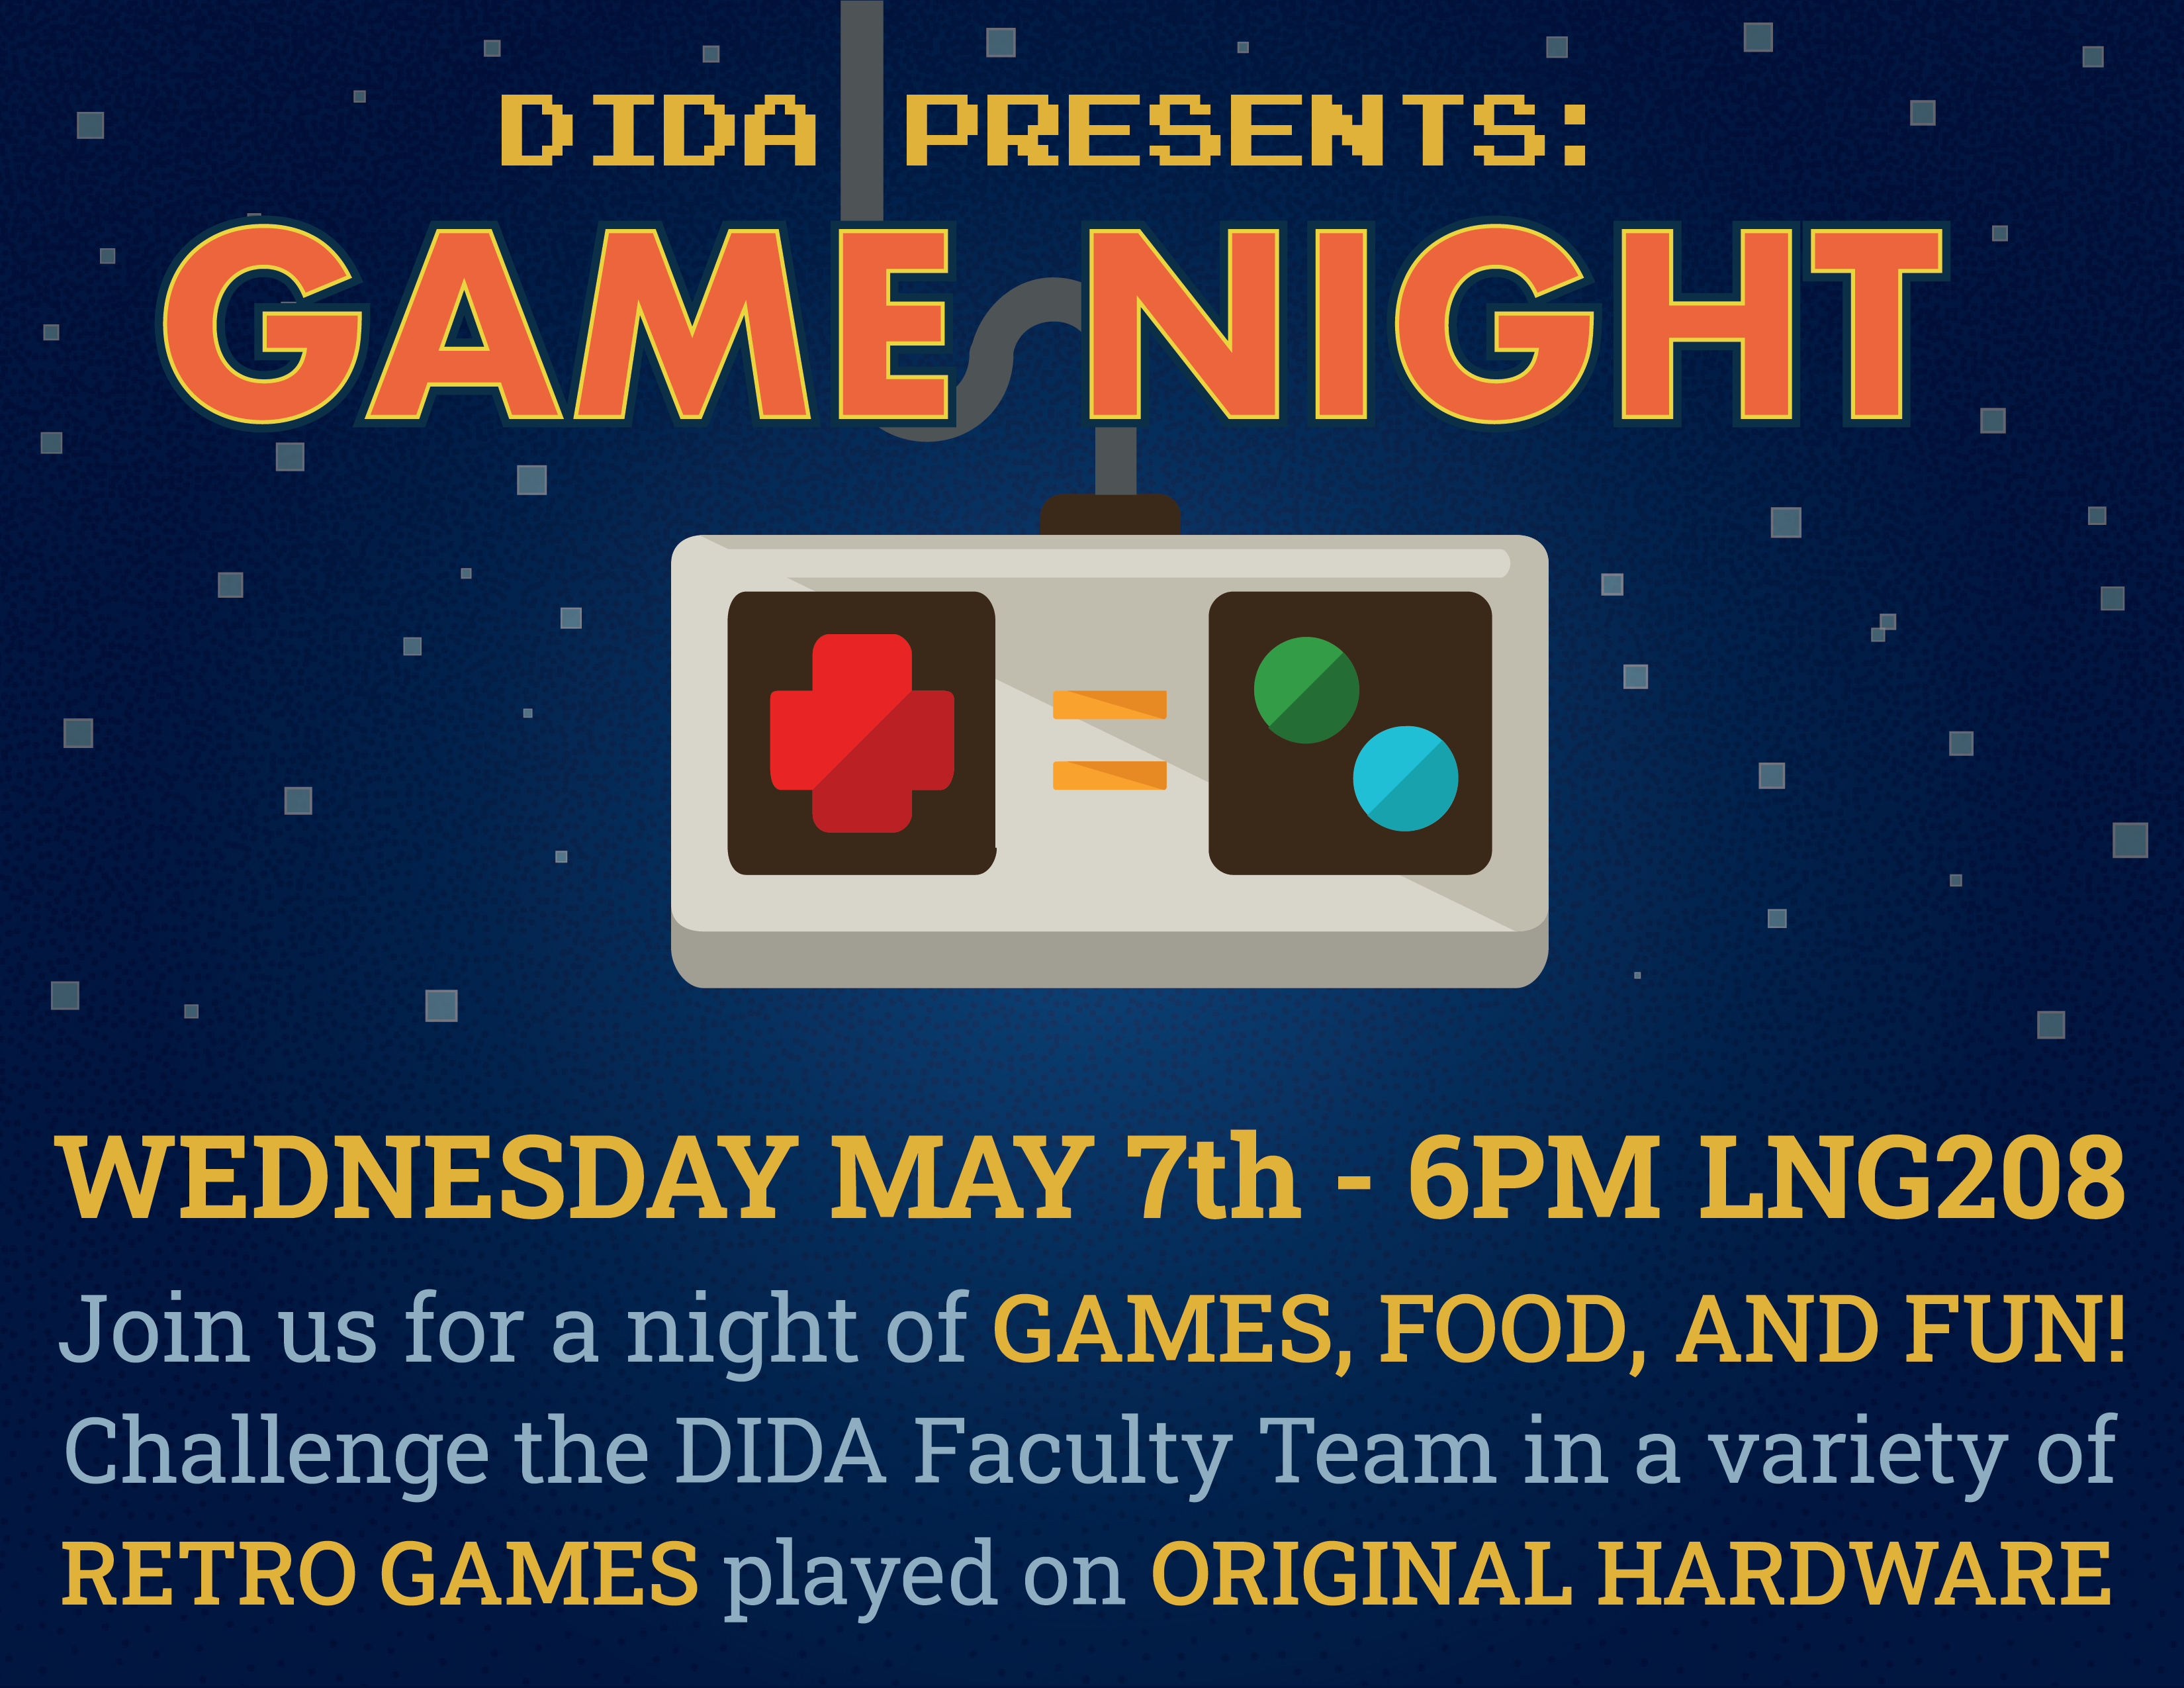 DIDA PRESENTS:
GAME NIGHT
WEDNESDAY MAY 7th - 6PM LNG208
Join us for a night of GAMES, FOOD, AND FUN!
Challenge the DIDA Faculty Team in a variety of
RETRO GAMES played on ORIGINAL HARDWARE